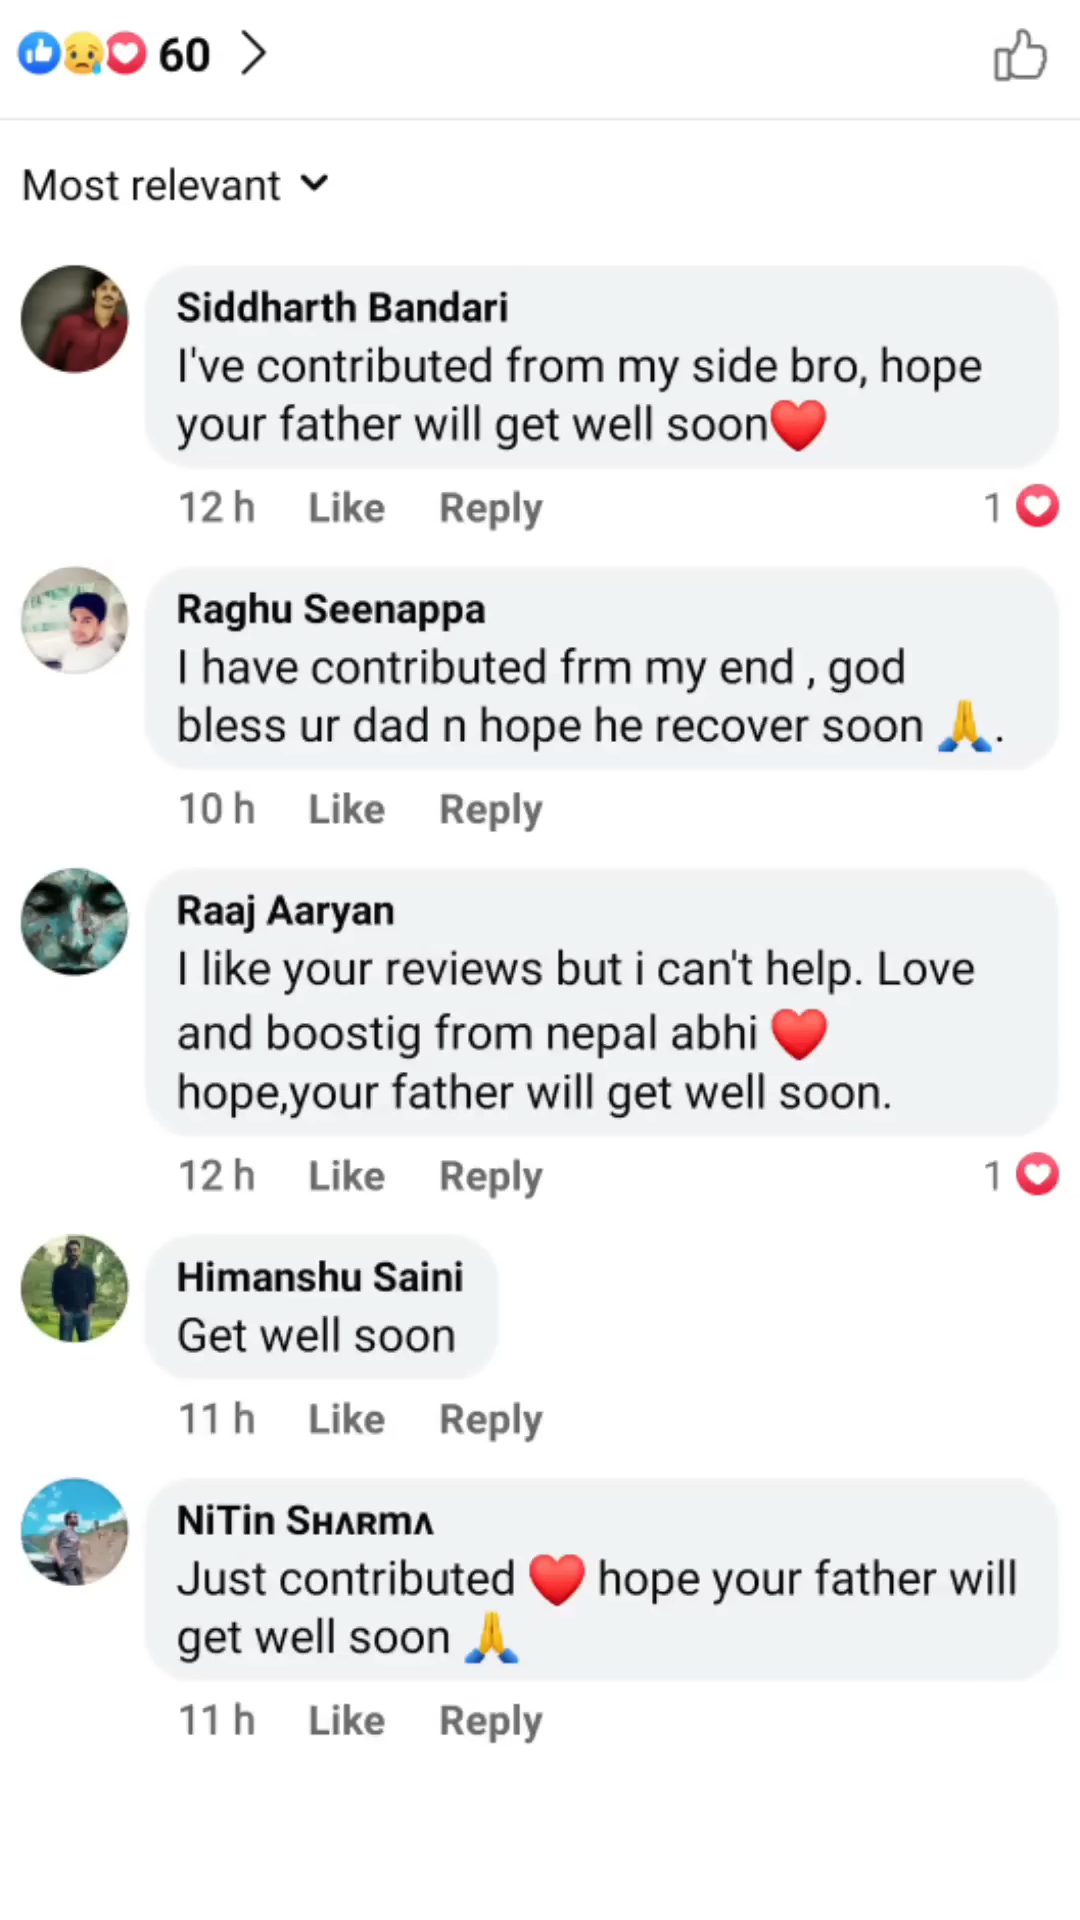 60
Most relevant
Siddharth Bandari
I've contributed from my side bro, hope
your father will get well soon❤️
12 h Like Reply 1
Raghu Seenappa
I have contributed frm my end , god
bless ur dad n hope he recover soon 🙏.
10 h Like Reply
Raaj Aaryan
I like your reviews but i can't help. Love
and boostig from nepal abhi ❤️
hope,your father will get well soon.
12 h Like Reply 1
Himanshu Saini
Get well soon
11 h Like Reply
NiTin Sʜᴧʀmᴧ
Just contributed ❤️ hope your father will
get well soon 🙏
11 h Like Reply